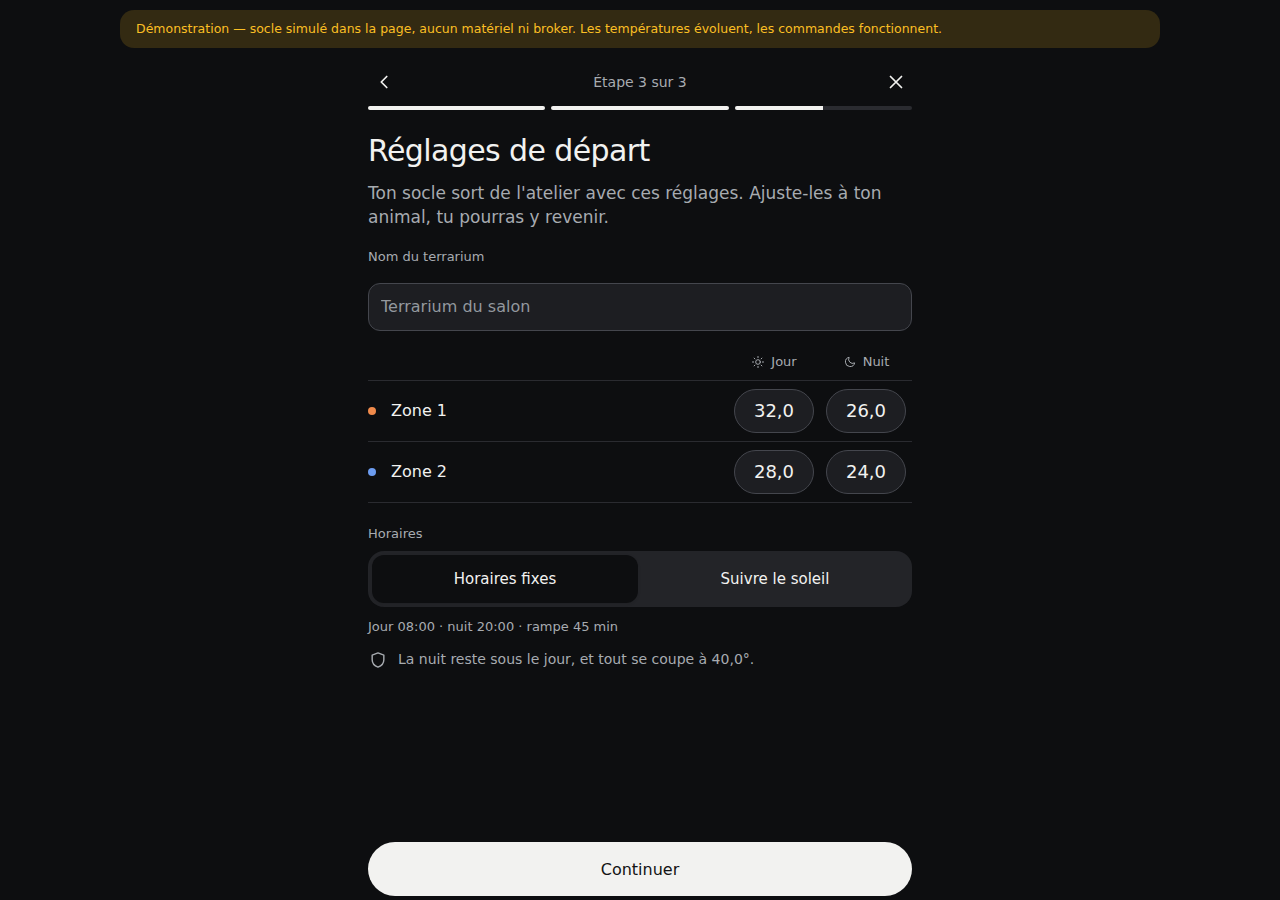 Démonstration — socle simulé dans la page, aucun matériel ni broker. Les températures évoluent, les commandes fonctionnent.
Étape 3 sur 3
Réglages de départ
Ton socle sort de l'atelier avec ces réglages. Ajuste-les à ton
animal, tu pourras y revenir.
Nom du terrarium
Terrarium du salon
Jour Nuit
Zone 1 32,0 26,0
Zone 2 28,0 24,0
Horaires
Horaires fixes Suivre le soleil
Jour 08:00 · nuit 20:00 · rampe 45 min
La nuit reste sous le jour, et tout se coupe à 40,0°.
Continuer